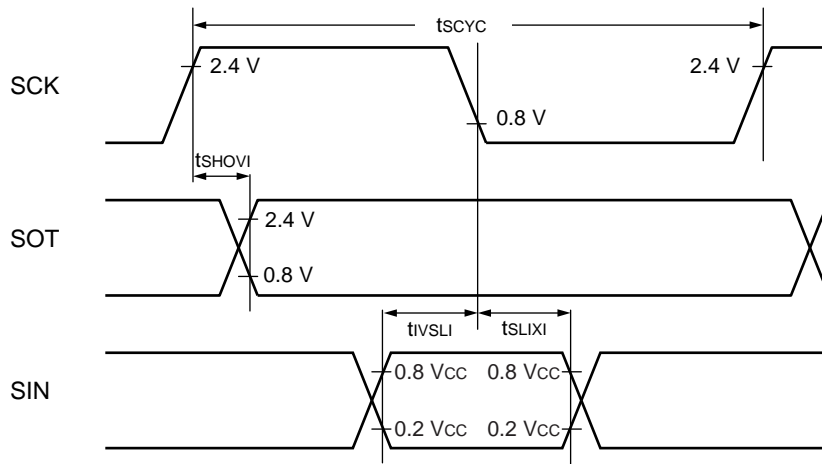 tSCYC
SCK
2.4 V
2.4 V
0.8 V
tSHOVI
SOT
2.4 V
0.8 V
tIVSLI
tSLIXI
SIN
0.8 VCC
0.8 VCC
0.2 VCC
0.2 VCC